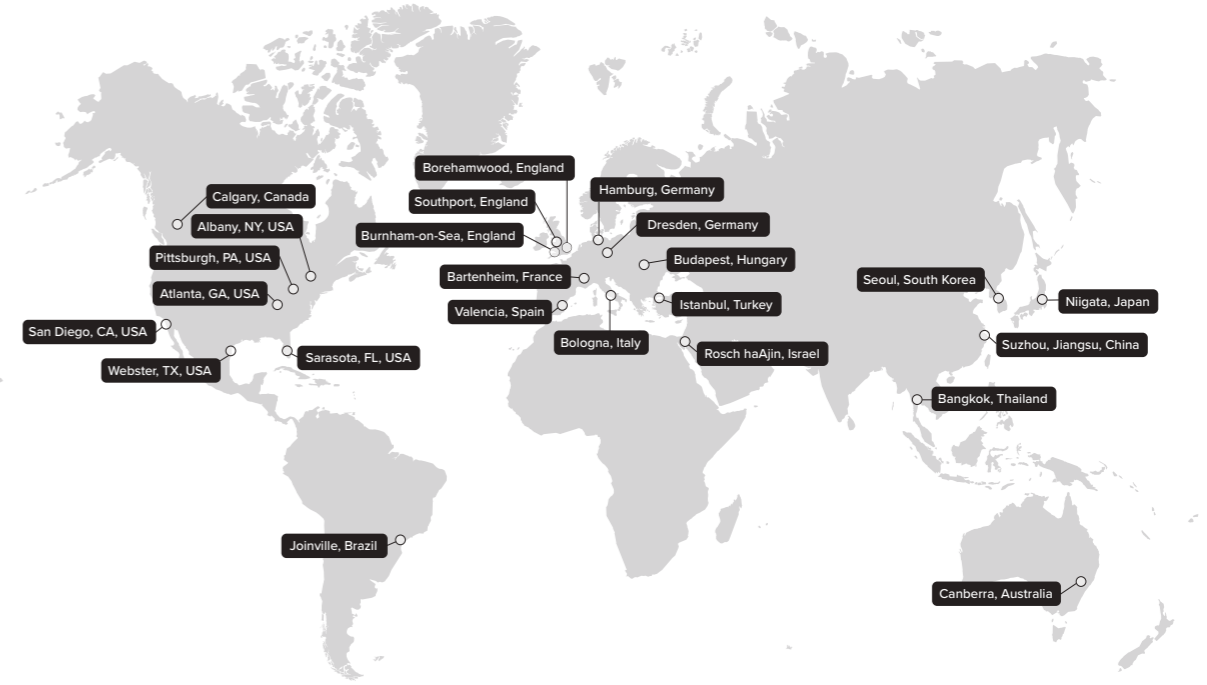 Borehamwood, England
Hamburg, Germany
Calgary, Canada
Southport, England
Albany, NY, USA
Dresden, Germany
Burnham-on-Sea, England
Pittsburgh, PA, USA
Budapest, Hungary
Bartenheim, France
Seoul, South Korea
Atlanta, GA, USA
Niigata, Japan
Istanbul, Turkey
Valencia, Spain
San Diego, CA, USA
Bologna, Italy
Suzhou, Jiangsu, China
Rosch haAjin, Israel
Sarasota, FL, USA
Webster, TX, USA
Bangkok, Thailand
Joinville, Brazil
Canberra, Australia